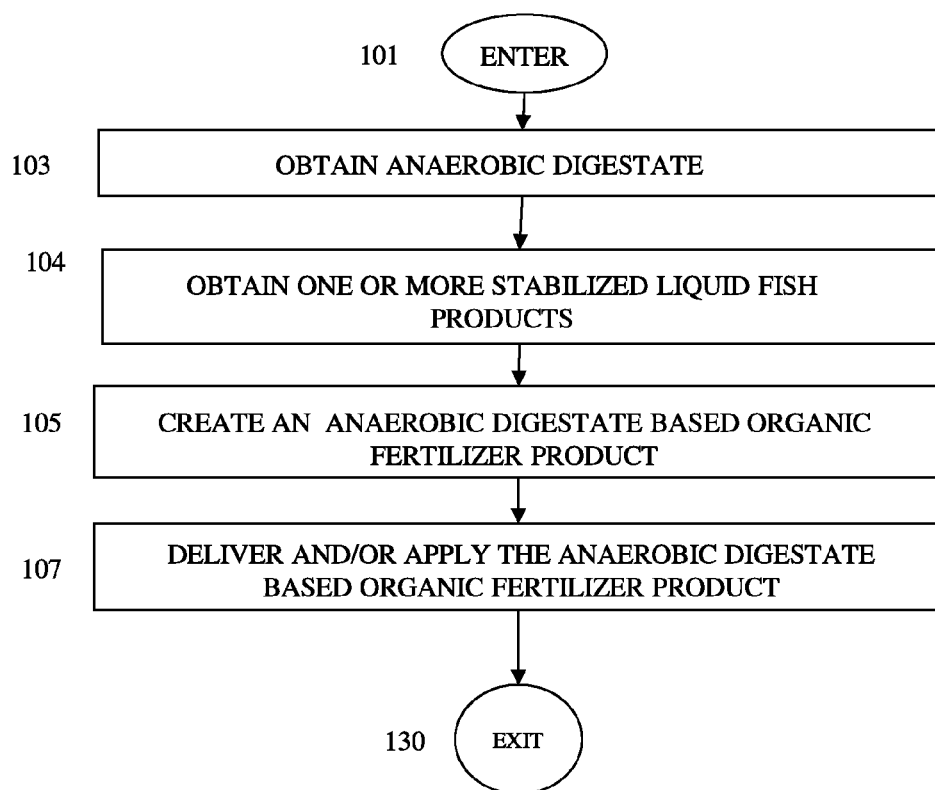 101 ENTER
103 OBTAIN ANAEROBIC DIGESTATE
104 OBTAIN ONE OR MORE STABILIZED LIQUID FISH
PRODUCTS
105 CREATE AN ANAEROBIC DIGESTATE BASED ORGANIC
FERTILIZER PRODUCT
107 DELIVER AND/OR APPLY THE ANAEROBIC DIGESTATE
BASED ORGANIC FERTILIZER PRODUCT
130 EXIT